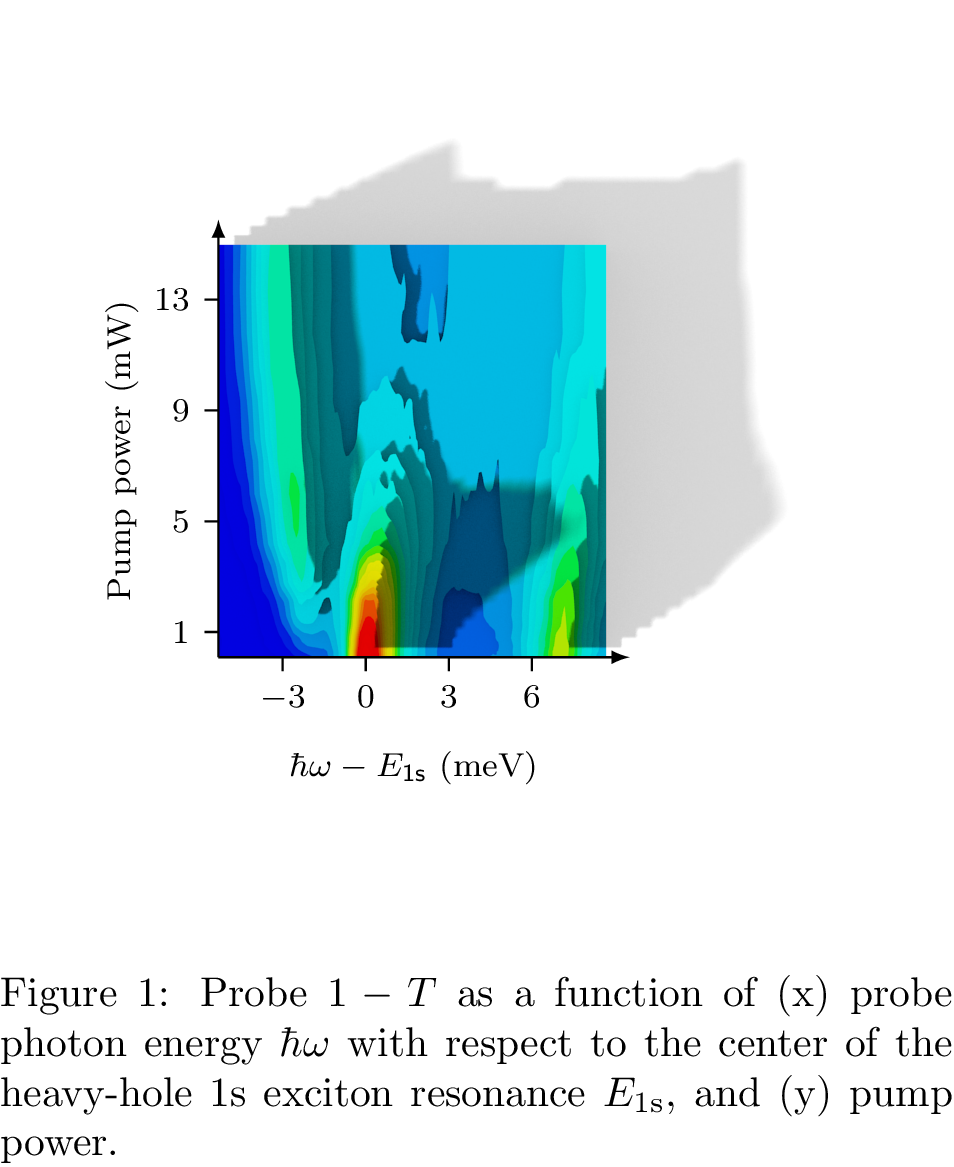 13
9
5
1
Pump power (mW)
−3 0 3 6
ℏω − E1s (meV)
Figure 1: Probe 1 − T as a function of (x) probe
photon energy ℏω with respect to the center of the
heavy-hole 1s exciton resonance E1s, and (y) pump
power.